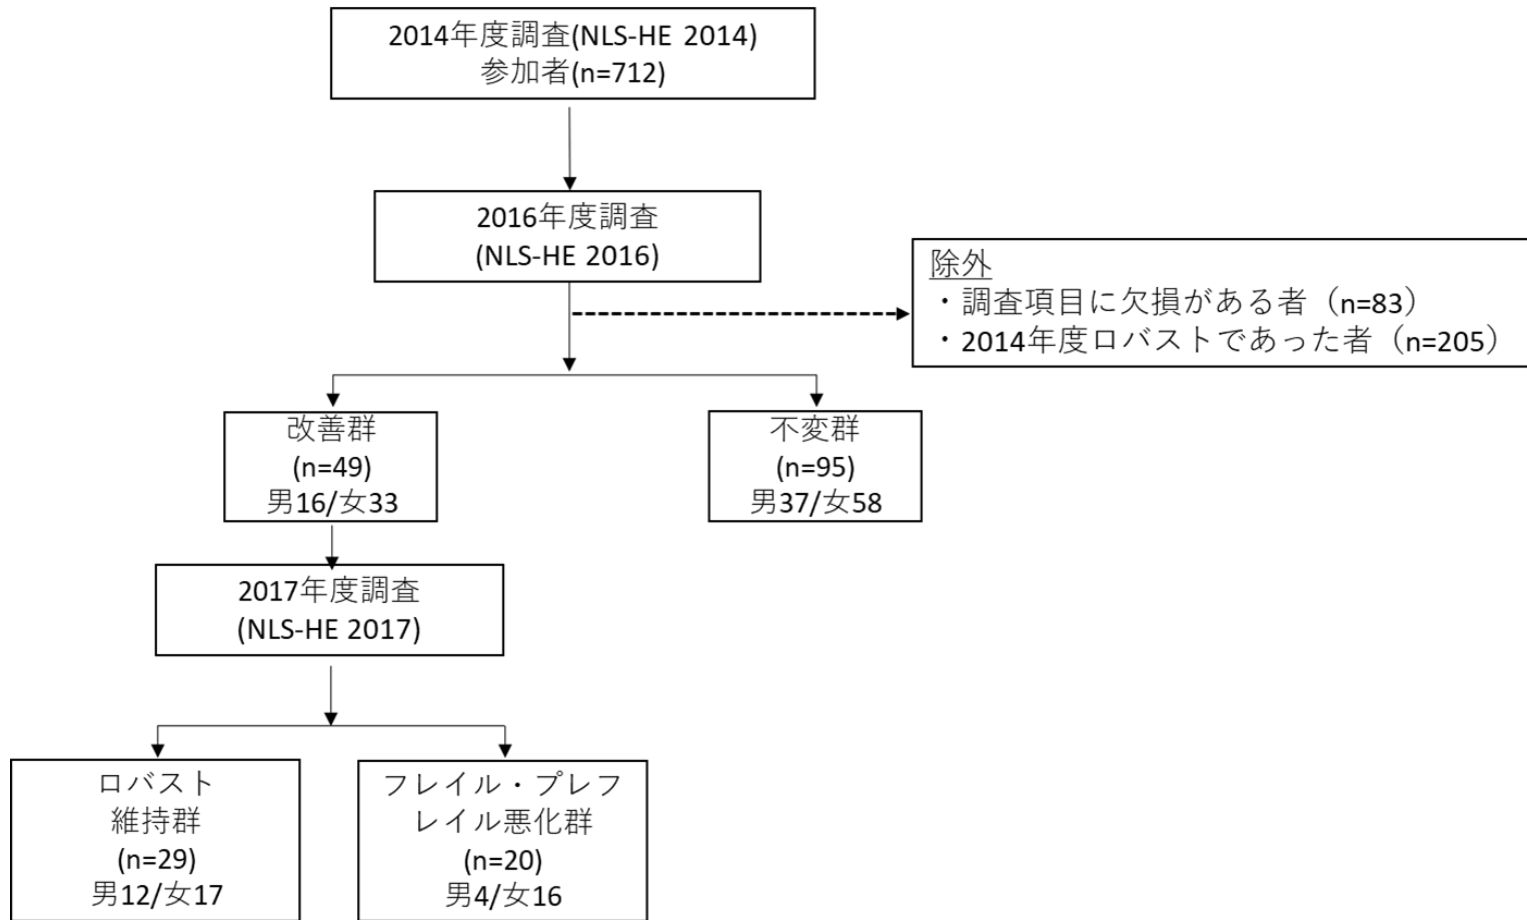 2014年度調査(NLS-HE 2014)
参加者(n=712)
2016年度調査
(NLS-HE 2016)
除外
・調査項目に欠損がある者（n=83）
・2014年度ロバストであった者（n=205）
改善群
(n=49)
男16/女33
不変群
(n=95)
男37/女58
2017年度調査
(NLS-HE 2017)
ロバスト
維持群
(n=29)
男12/女17
フレイル・プレフ
レイル悪化群
(n=20)
男4/女16